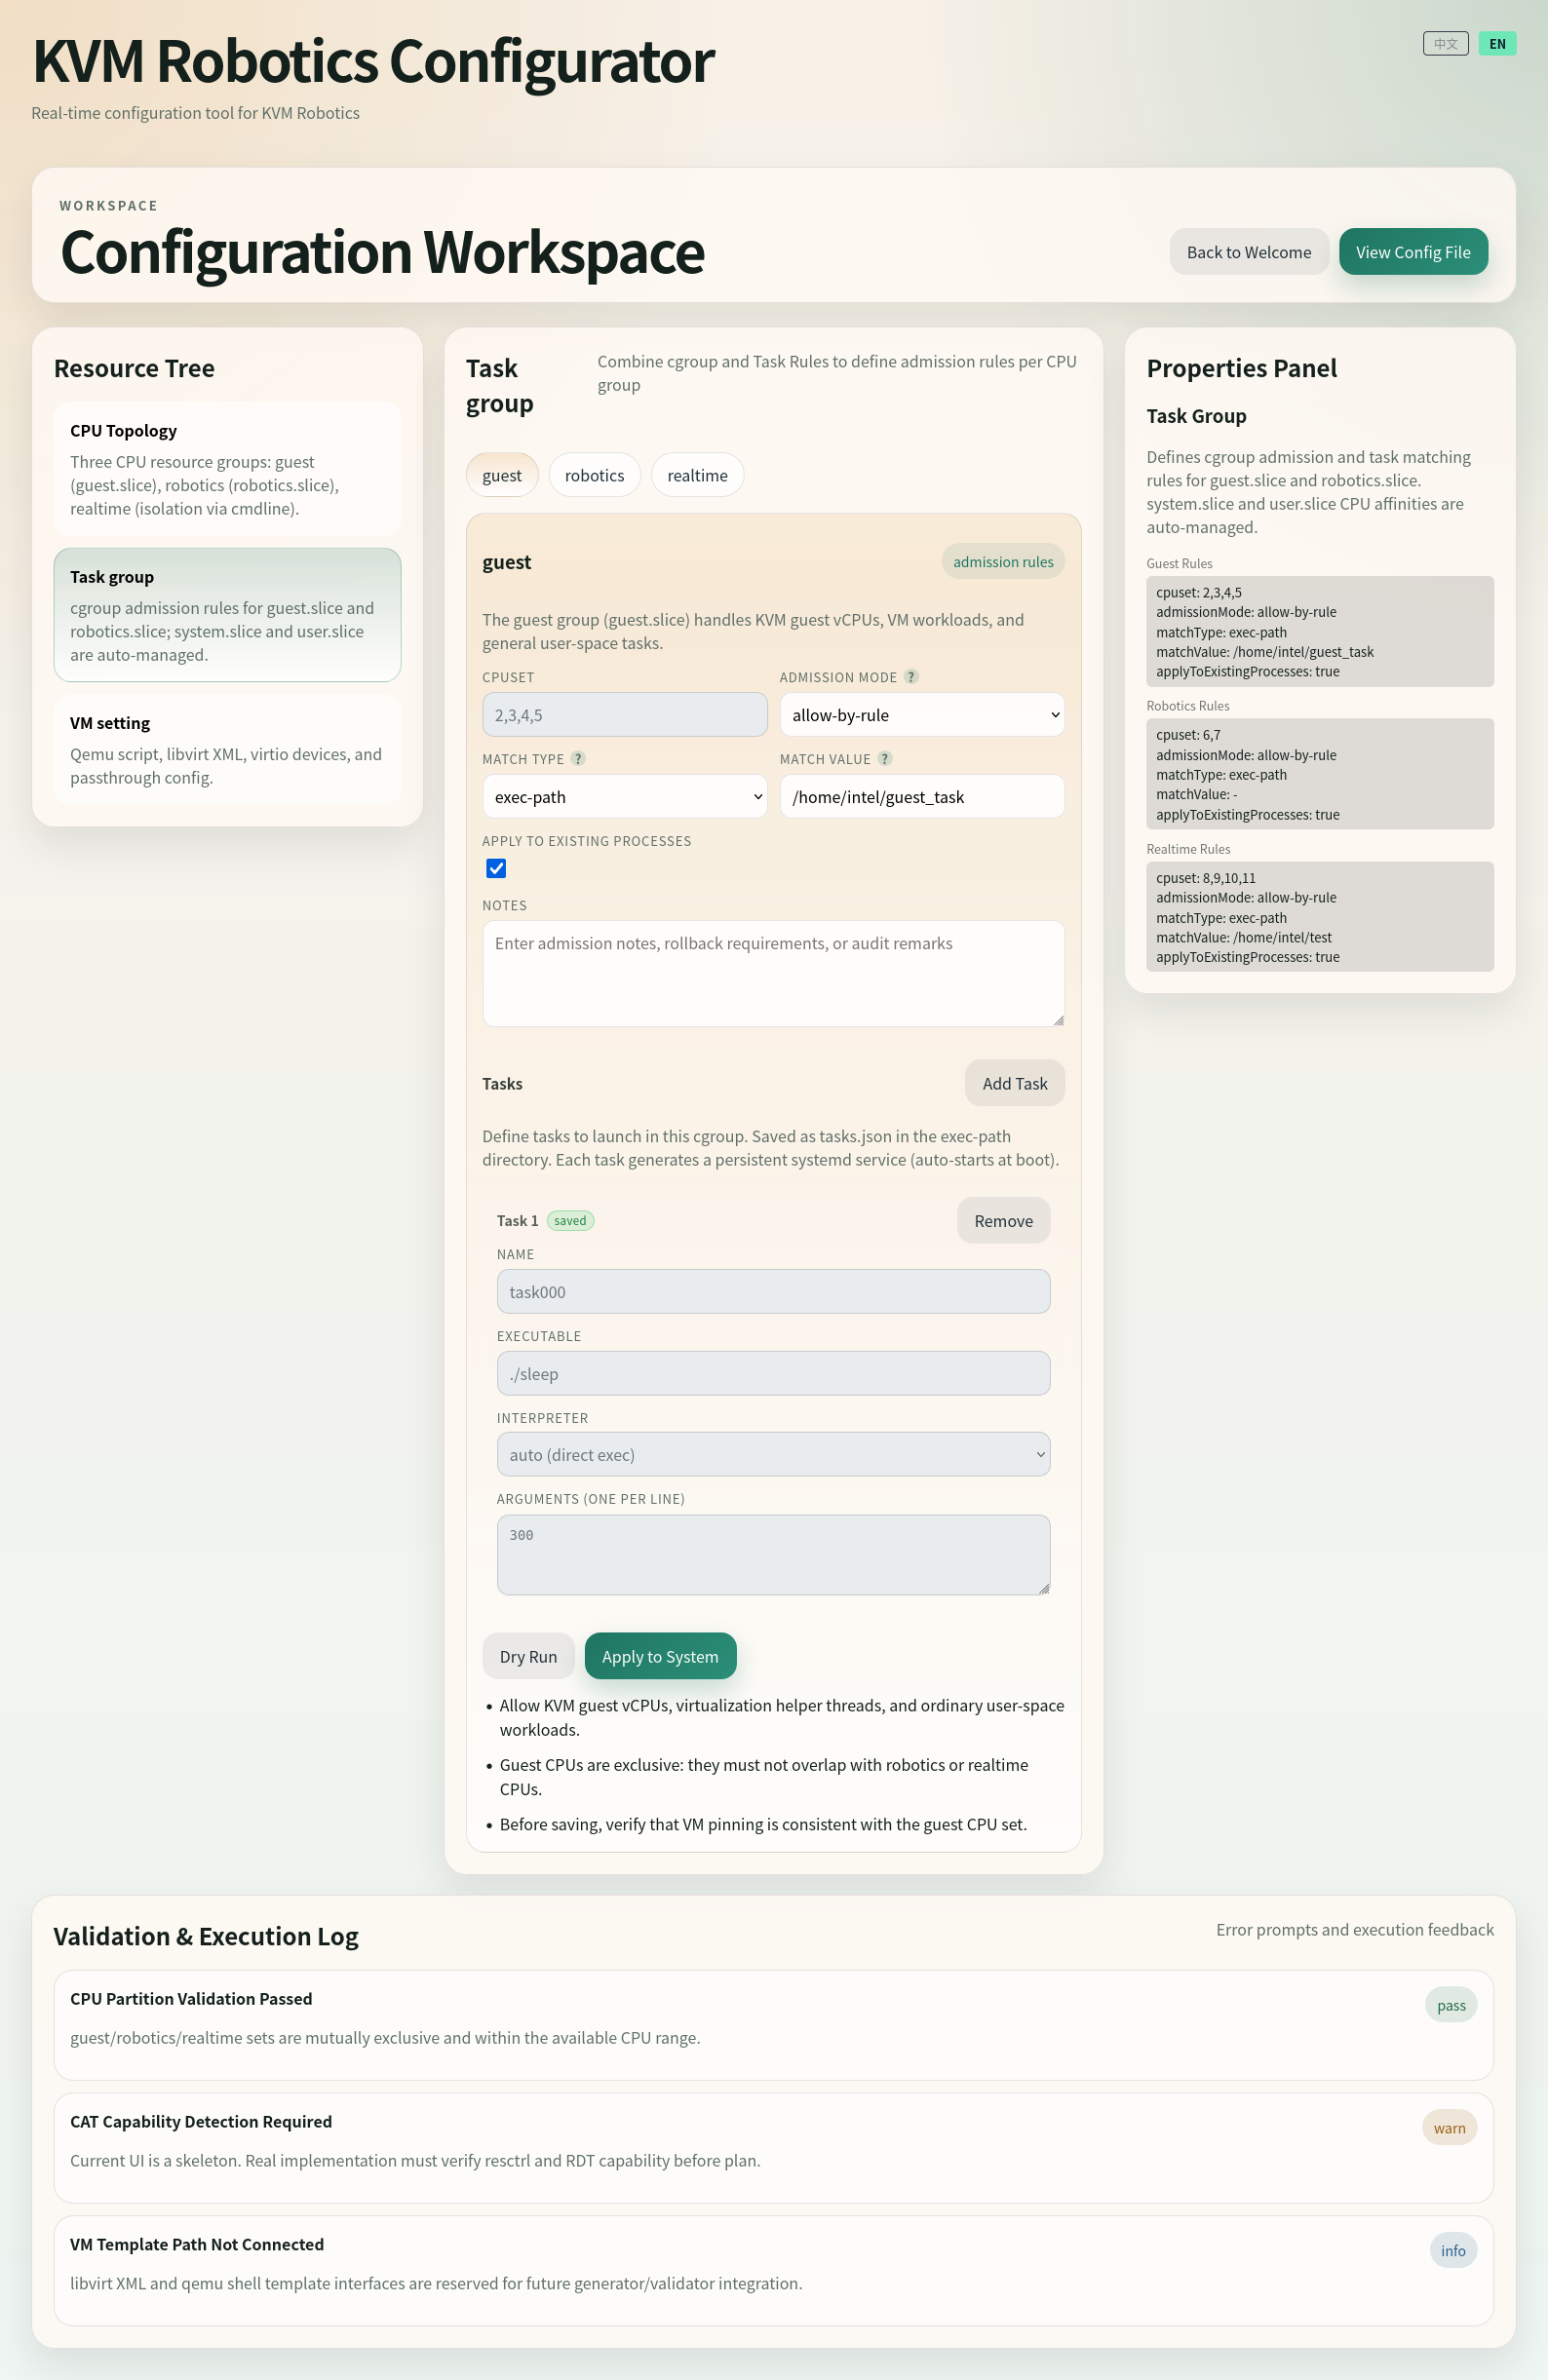 KVM Robotics Configurator
中文
EN
Real-time configuration tool for KVM Robotics
WORKSPACE
Configuration Workspace
Back to Welcome
View Config File
Resource Tree
CPU Topology
Three CPU resource groups: guest
(guest.slice), robotics (robotics.slice),
realtime (isolation via cmdline).
Task group
cgroup admission rules for guest.slice and
robotics.slice; system.slice and user.slice
are auto-managed.
VM setting
Qemu script, libvirt XML, virtio devices, and
passthrough config.
Task
group
Combine cgroup and Task Rules to define admission rules per CPU
group
guest
robotics
realtime
guest
admission rules
The guest group (guest.slice) handles KVM guest vCPUs, VM workloads, and
general user-space tasks.
CPUSET
ADMISSION MODE ?
2,3,4,5
allow-by-rule
MATCH TYPE ?
MATCH VALUE ?
exec-path
/home/intel/guest_task
APPLY TO EXISTING PROCESSES
NOTES
Enter admission notes, rollback requirements, or audit remarks
Tasks
Add Task
Define tasks to launch in this cgroup. Saved as tasks.json in the exec-path
directory. Each task generates a persistent systemd service (auto-starts at boot).
Task 1
saved
Remove
NAME
task000
EXECUTABLE
./sleep
INTERPRETER
auto (direct exec)
ARGUMENTS (ONE PER LINE)
300
Dry Run
Apply to System
• Allow KVM guest vCPUs, virtualization helper threads, and ordinary user-space
workloads.
• Guest CPUs are exclusive: they must not overlap with robotics or realtime
CPUs.
• Before saving, verify that VM pinning is consistent with the guest CPU set.
Properties Panel
Task Group
Defines cgroup admission and task matching
rules for guest.slice and robotics.slice.
system.slice and user.slice CPU affinities are
auto-managed.
Guest Rules
cpuset: 2,3,4,5
admissionMode: allow-by-rule
matchType: exec-path
matchValue: /home/intel/guest_task
applyToExistingProcesses: true
Robotics Rules
cpuset: 6,7
admissionMode: allow-by-rule
matchType: exec-path
matchValue: -
applyToExistingProcesses: true
Realtime Rules
cpuset: 8,9,10,11
admissionMode: allow-by-rule
matchType: exec-path
matchValue: /home/intel/test
applyToExistingProcesses: true
Validation & Execution Log
Error prompts and execution feedback
CPU Partition Validation Passed
pass
guest/robotics/realtime sets are mutually exclusive and within the available CPU range.
CAT Capability Detection Required
warn
Current UI is a skeleton. Real implementation must verify resctrl and RDT capability before plan.
VM Template Path Not Connected
info
libvirt XML and qemu shell template interfaces are reserved for future generator/validator integration.